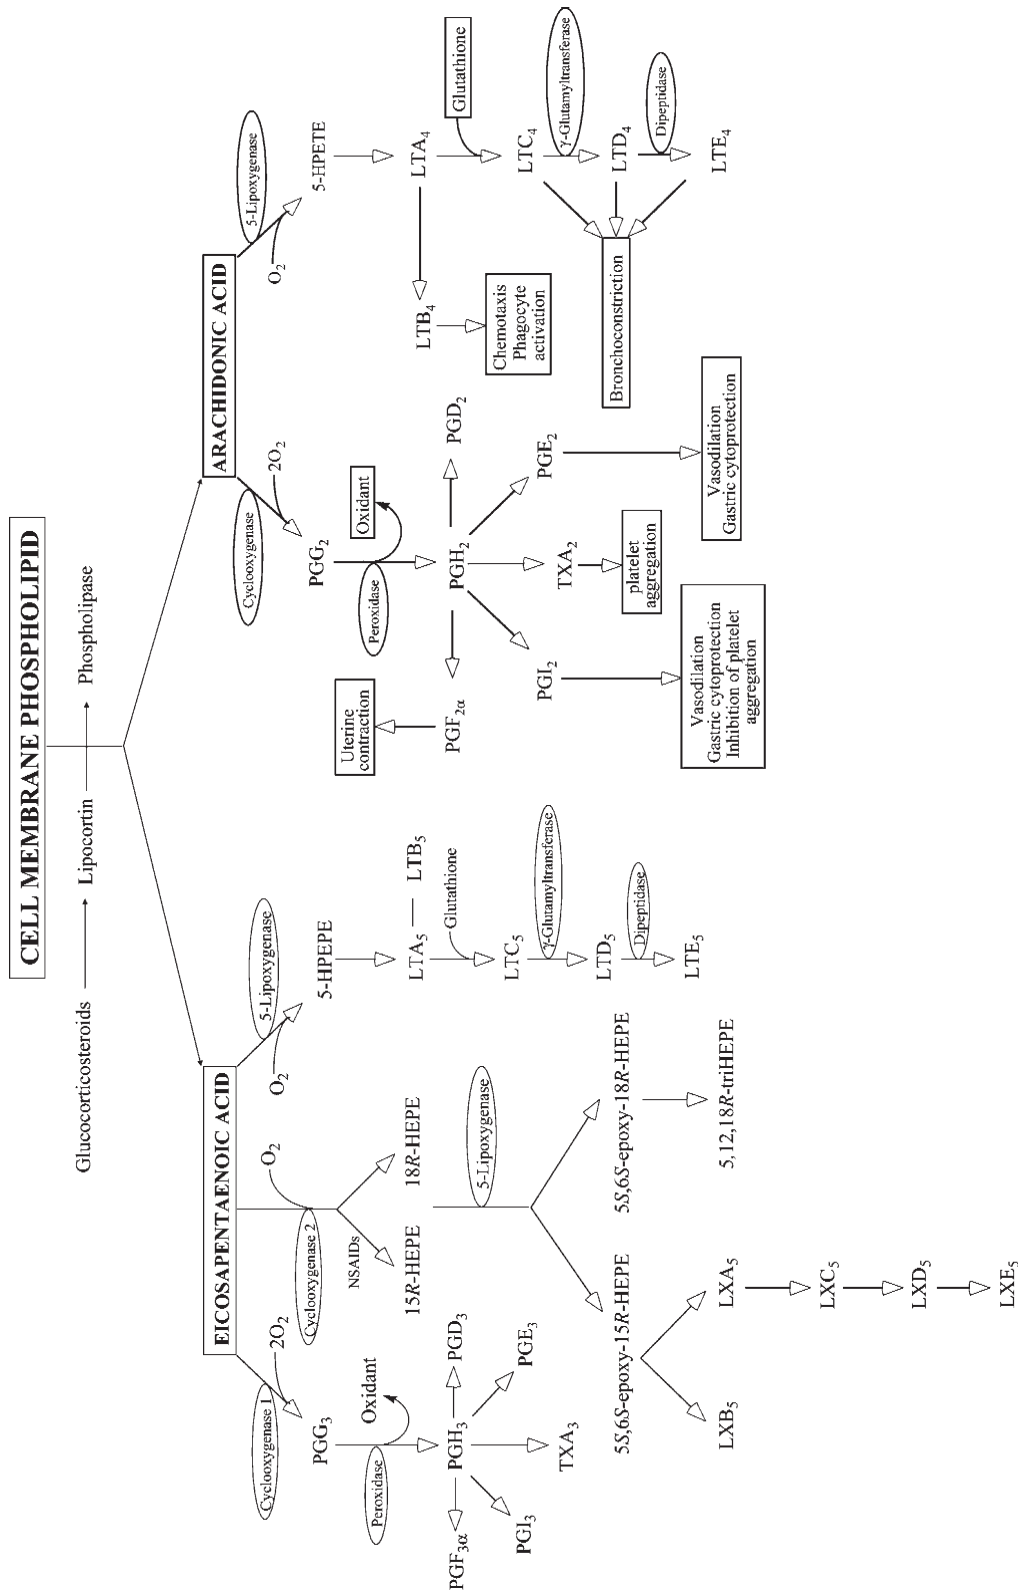 CELL MEMBRANE PHOSPHOLIPID
Glucocorticosteroids
Lipocortin
Phospholipase
EICOSAPENTAENOIC ACID
ARACHIDONIC ACID
Cyclooxygenase 1
2O₂
Cyclooxygenase 2
O₂
5-Lipoxygenase
O₂
PGG₃
Peroxidase
Oxidant
PGH₃
PGF₃α
PGD₃
PGI₃
TXA₃
PGE₃
NSAIDs
15R-HEPE
18R-HEPE
5-Lipoxygenase
5S,6S-epoxy-15R-HEPE
5S,6S-epoxy-18R-HEPE
LXB₅
LXA₅
5,12,18R-triHEPE
LXC₅
LXD₅
LXE₅
5-HPEPE
LTA₅
LTB₅
Glutathione
LTC₅
γ-Glutamyltransferase
LTD₅
Dipeptidase
LTE₅
Cyclooxygenase
2O₂
5-Lipoxygenase
O₂
PGG₂
Peroxidase
Oxidant
PGH₂
PGF₂α
Uterine
contraction
PGD₂
PGI₂
TXA₂
PGE₂
platelet
aggregation
Vasodilation
Gastric cytoprotection
Inhibition of platelet
aggregation
Vasodilation
Gastric cytoprotection
5-HPETE
LTA₄
LTB₄
Chemotaxis
Phagocyte
activation
Glutathione
LTC₄
γ-Glutamyltransferase
LTD₄
Dipeptidase
LTE₄
Bronchoconstriction